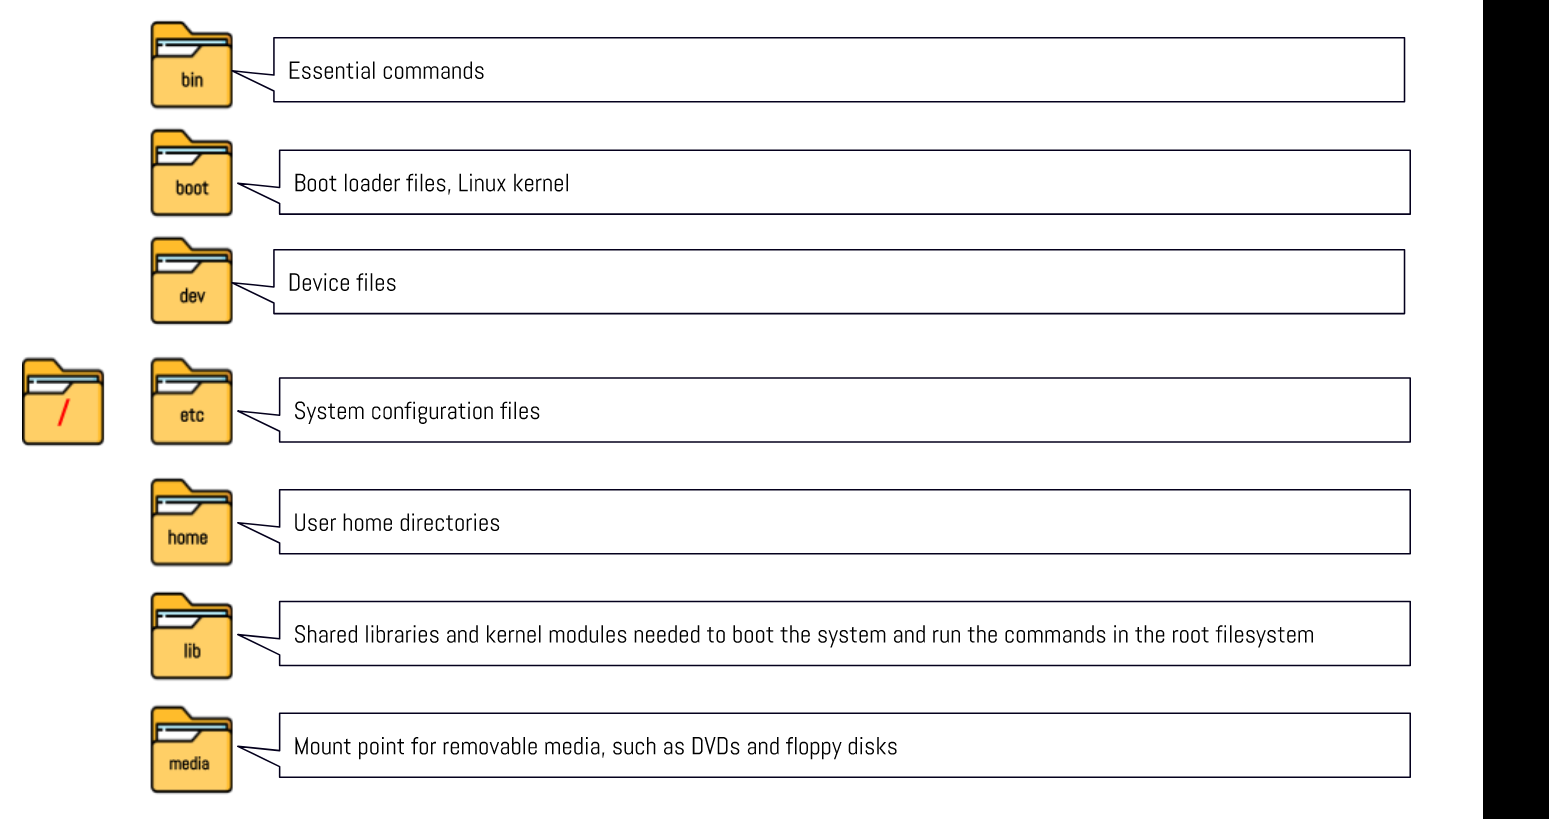 bin
Essential commands
boot
Boot loader files, Linux kernel
dev
Device files
/
etc
System configuration files
home
User home directories
lib
Shared libraries and kernel modules needed to boot the system and run the commands in the root filesystem
media
Mount point for removable media, such as DVDs and floppy disks